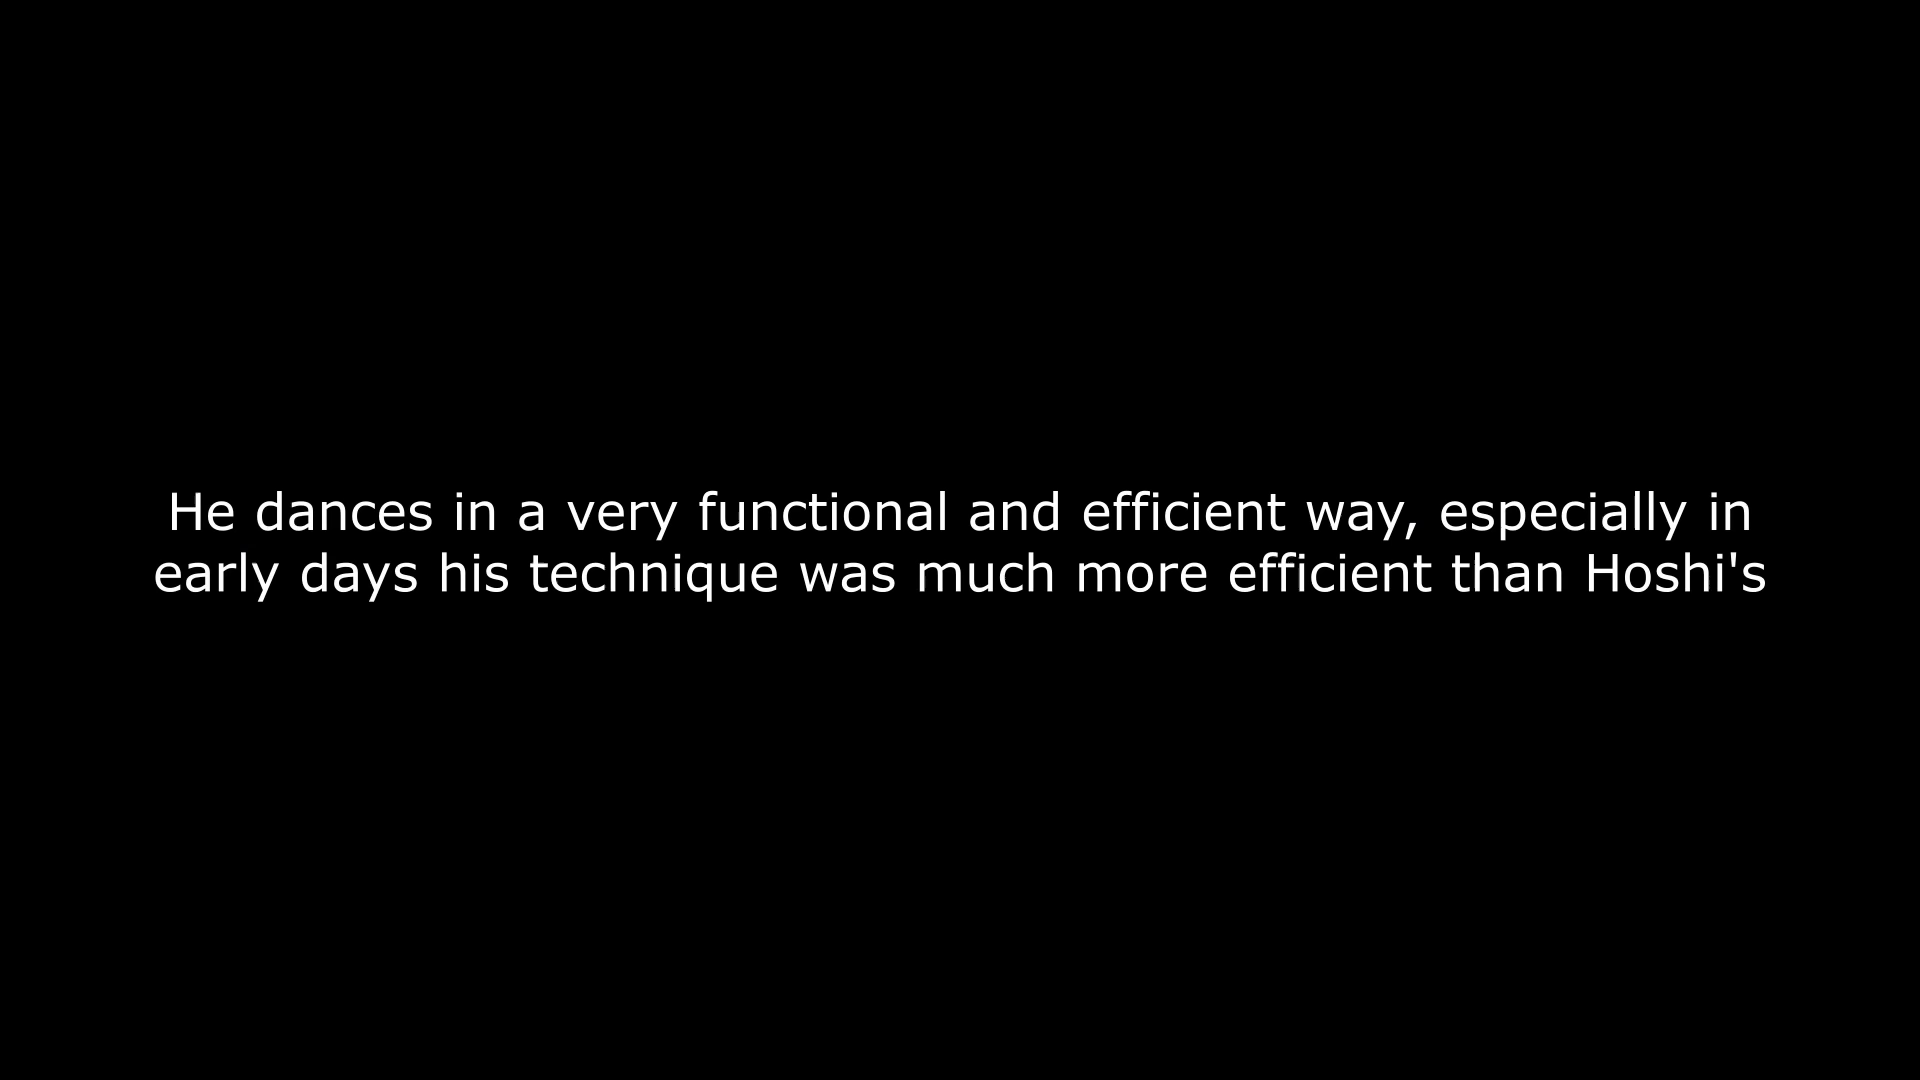 He dances in a very functional and efficient way, especially in
early days his technique was much more efficient than Hoshi's